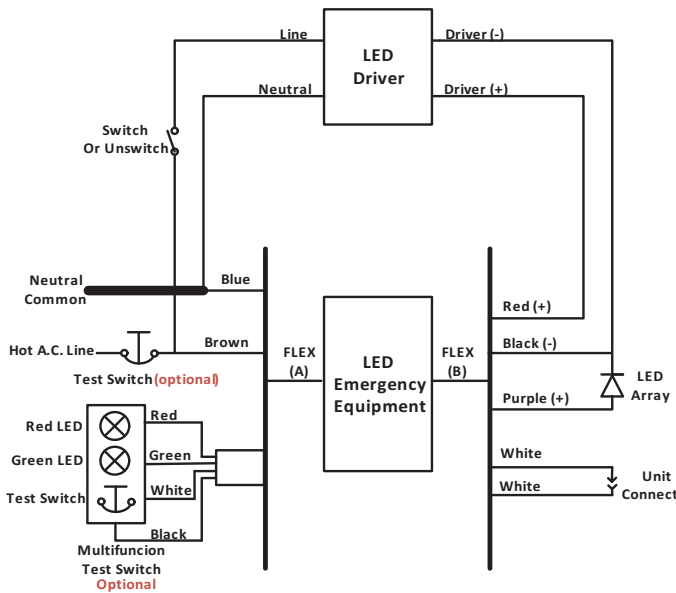 Line
LED
Driver
Driver (-)
Neutral
Driver (+)
Switch
Or Unswitch
Neutral
Common
Blue
Red (+)
Hot A.C. Line
Brown
Test Switch(optional)
FLEX
(A)
LED
Emergency
Equipment
FLEX
(B)
Black (-)
LED
Array
Purple (+)
Red LED
Red
Green LED
Green
Test Switch
White
Black
Multifuncion
Test Switch
Optional
White
White
Unit
Connect